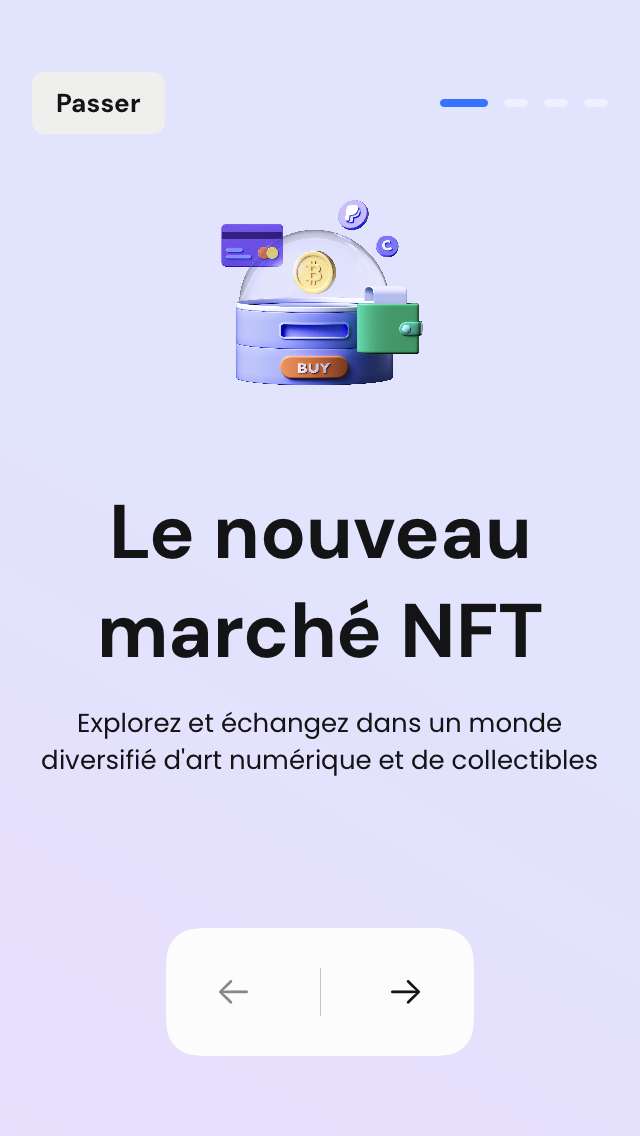 Passer
C
BUY
Le nouveau
marché NFT
Explorez et échangez dans un monde
diversifié d'art numérique et de collectibles